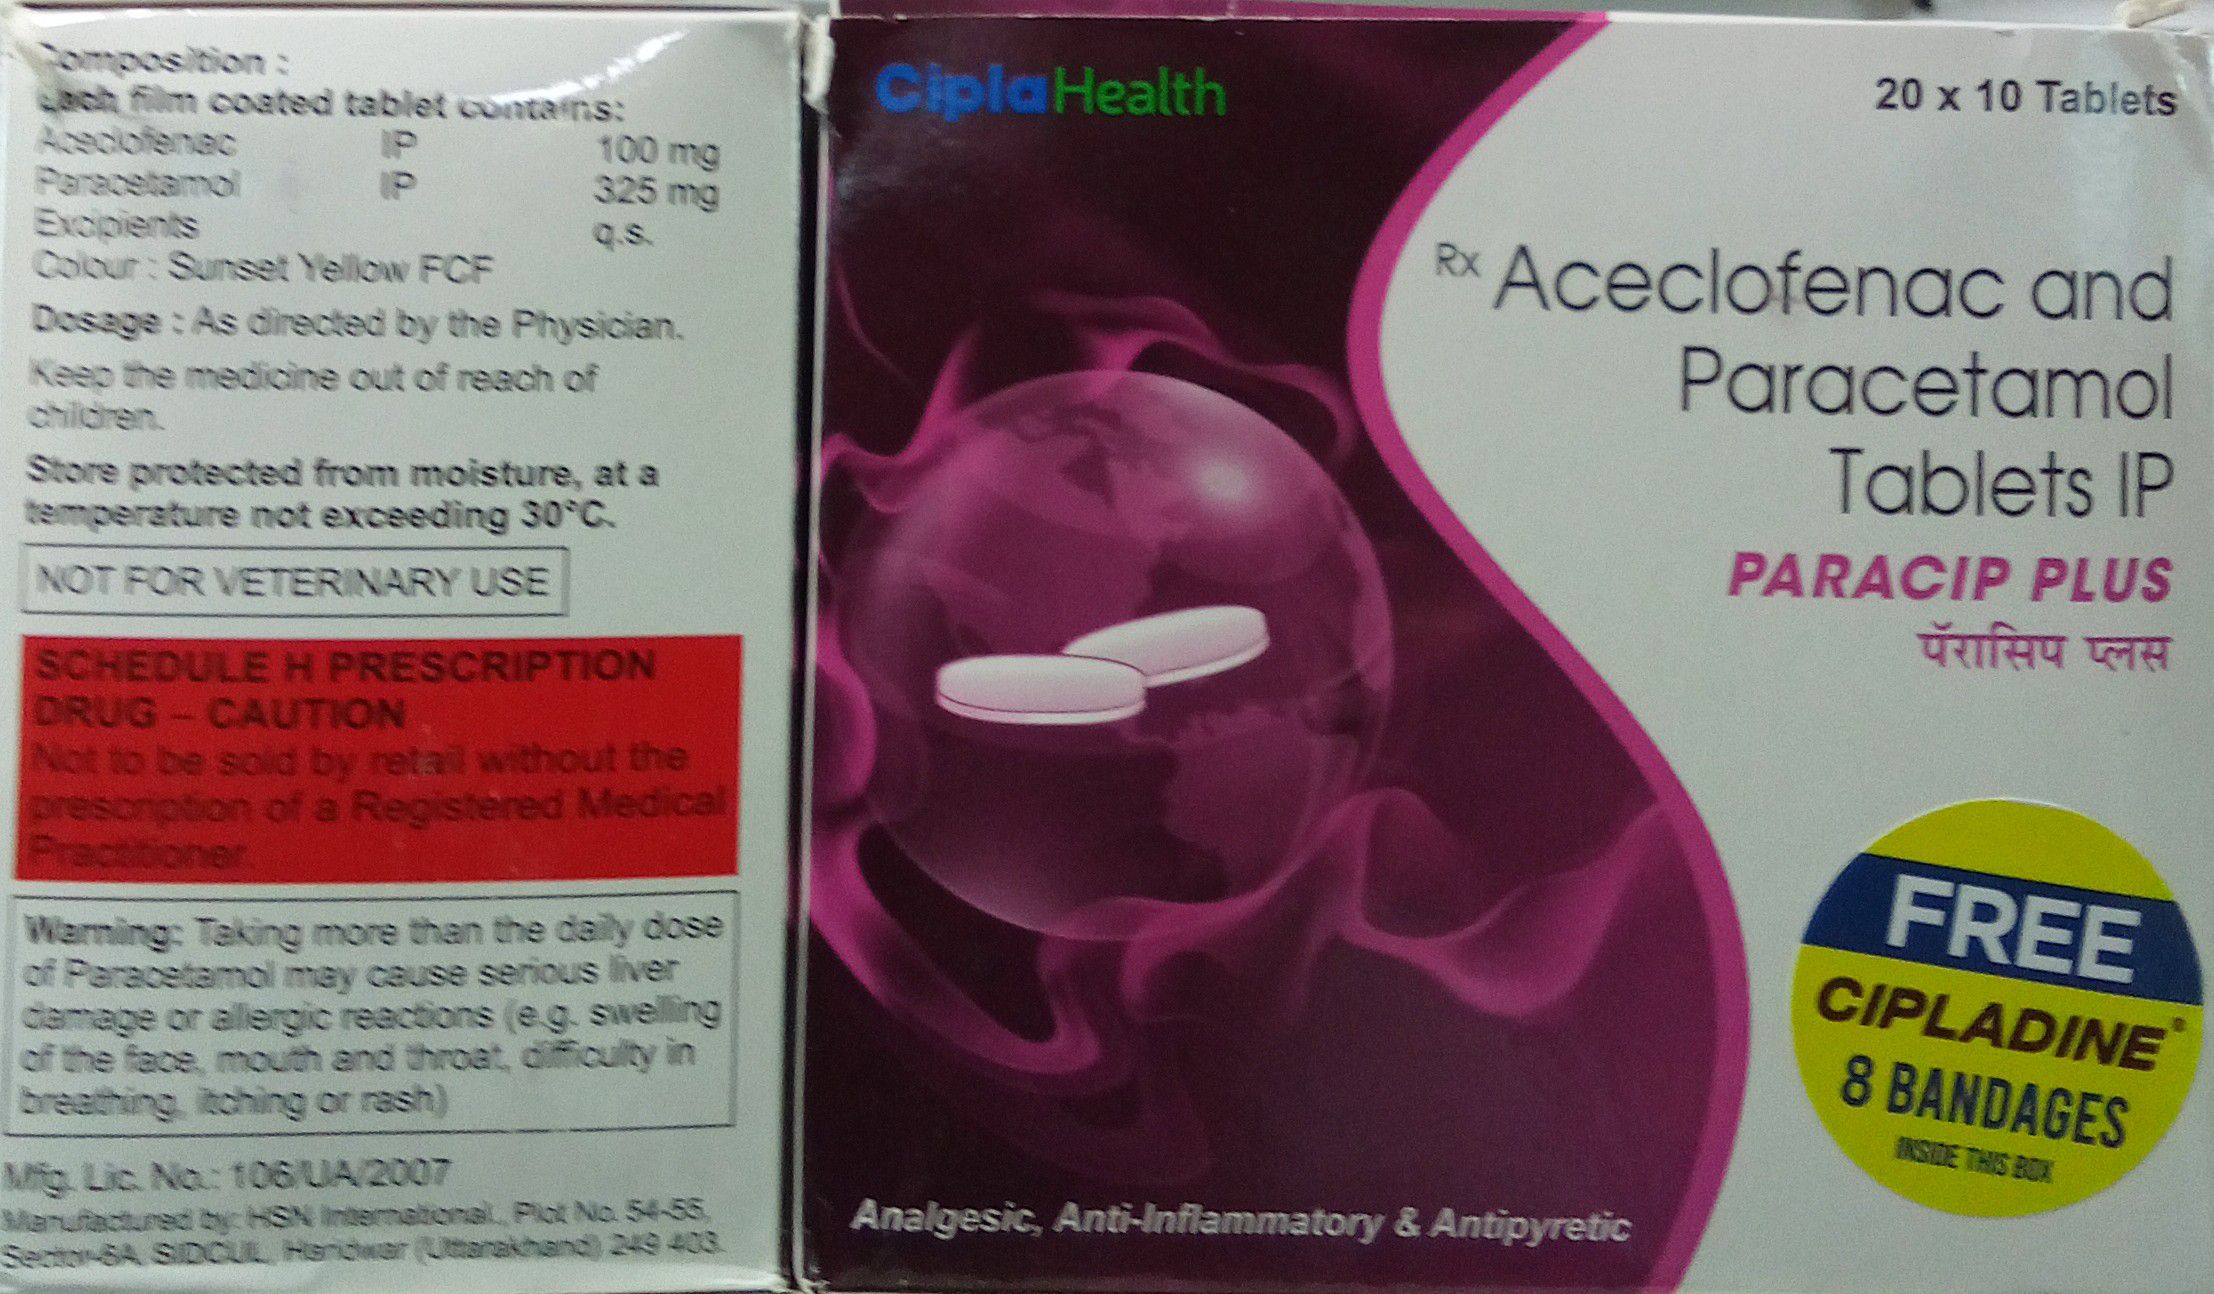 Composition :
Each film coated tablet contains:
Aceclofenac IP 100 mg
Paracetamol IP 325 mg
Excipients q.s.
Colour : Sunset Yellow FCF
Dosage : As directed by the Physician.
Keep the medicine out of reach of
children.
Store protected from moisture, at a
temperature not exceeding 30°C.
NOT FOR VETERINARY USE
SCHEDULE H PRESCRIPTION
DRUG – CAUTION
Not to be sold by retail without the
prescription of a Registered Medical
Practitioner.
Warning: Taking more than the daily dose
of Paracetamol may cause serious liver
damage or allergic reactions (e.g. swelling
of the face, mouth and throat, difficulty in
breathing, itching or rash)
Mfg. Lic. No.: 106/UA/2007
Manufactured by: HSN International., Plot No. 54-55,
Sector-6A, SIDCUL, Haridwar (Uttarakhand) 249 403.
CiplaHealth
20 x 10 Tablets
Rx Aceclofenac and
Paracetamol
Tablets IP
PARACIP PLUS
पॅरासिप प्लस
FREE
CIPLADINE®
8 BANDAGES
INSIDE THIS BOX
Analgesic, Anti-Inflammatory & Antipyretic